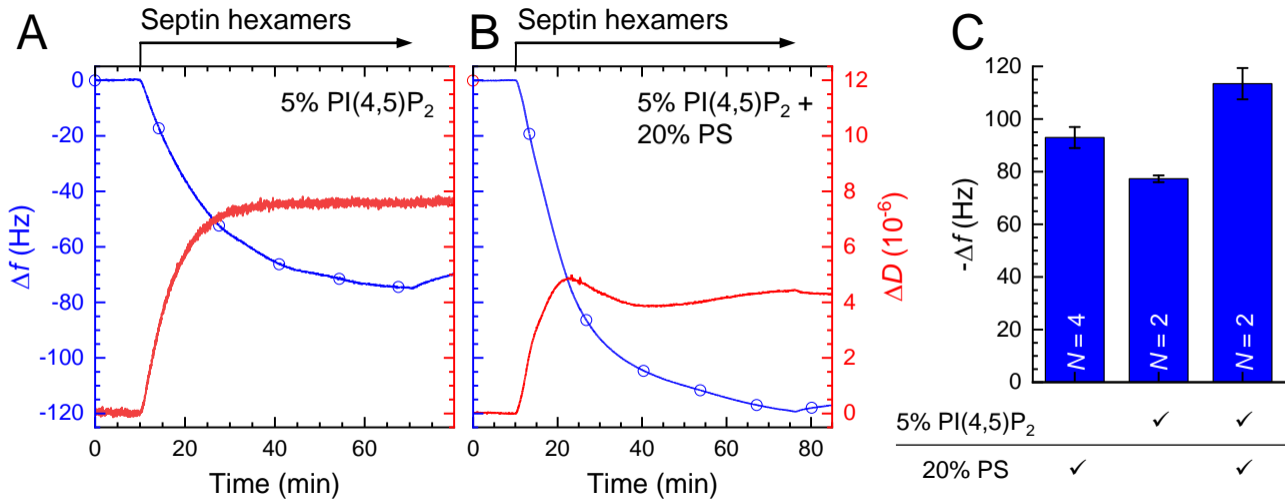 A
Septin hexamers
5% PI(4,5)P₂
0
-20
-40
-60
-80
-100
-120
Δf (Hz)
0 20 40 60
Time (min)
B
Septin hexamers
5% PI(4,5)P₂ +
20% PS
12
10
8
6
4
2
0
ΔD (10⁻⁶)
0 20 40 60 80
Time (min)
C
120
100
80
60
40
20
0
-Δf (Hz)
N = 4
N = 2
N = 2
5% PI(4,5)P₂ ✓ ✓
20% PS ✓ ✓